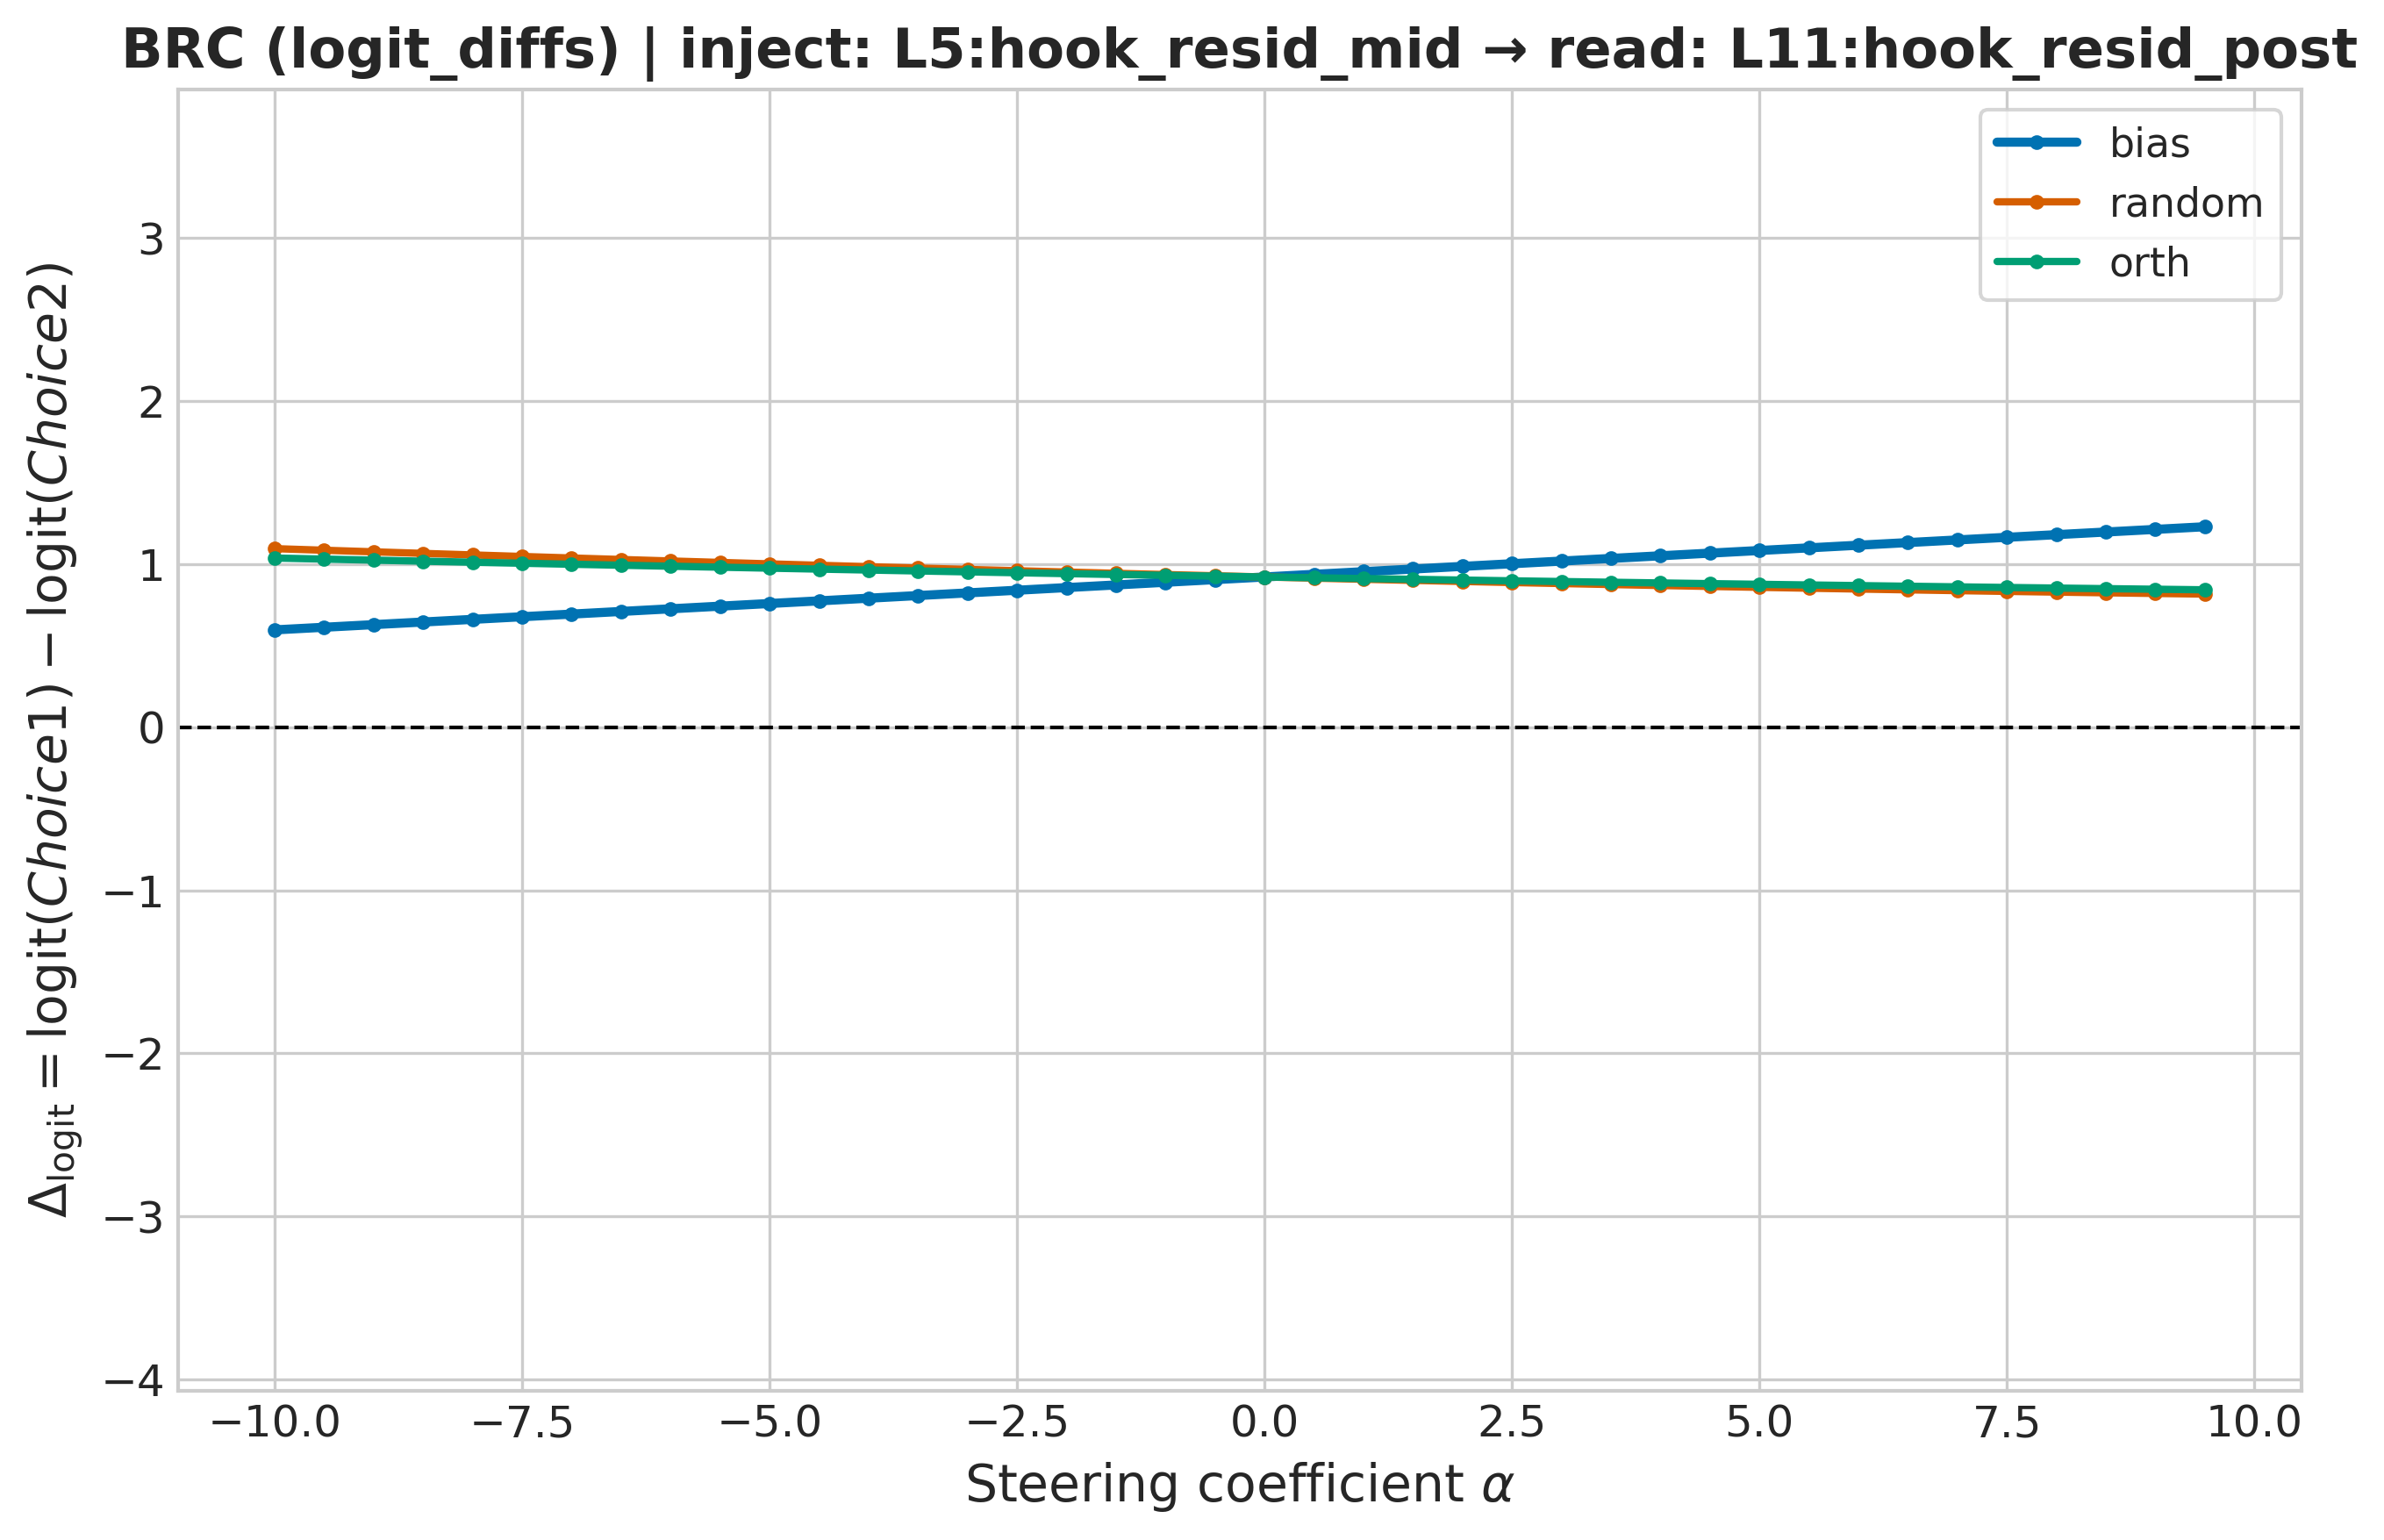 BRC (logit_diffs) | inject: L5:hook_resid_mid → read: L11:hook_resid_post
bias
random
orth
Δlogit = logit(Choice1) − logit(Choice2)
3
2
1
0
−1
−2
−3
−4
−10.0 −7.5 −5.0 −2.5 0.0 2.5 5.0 7.5 10.0
Steering coefficient α